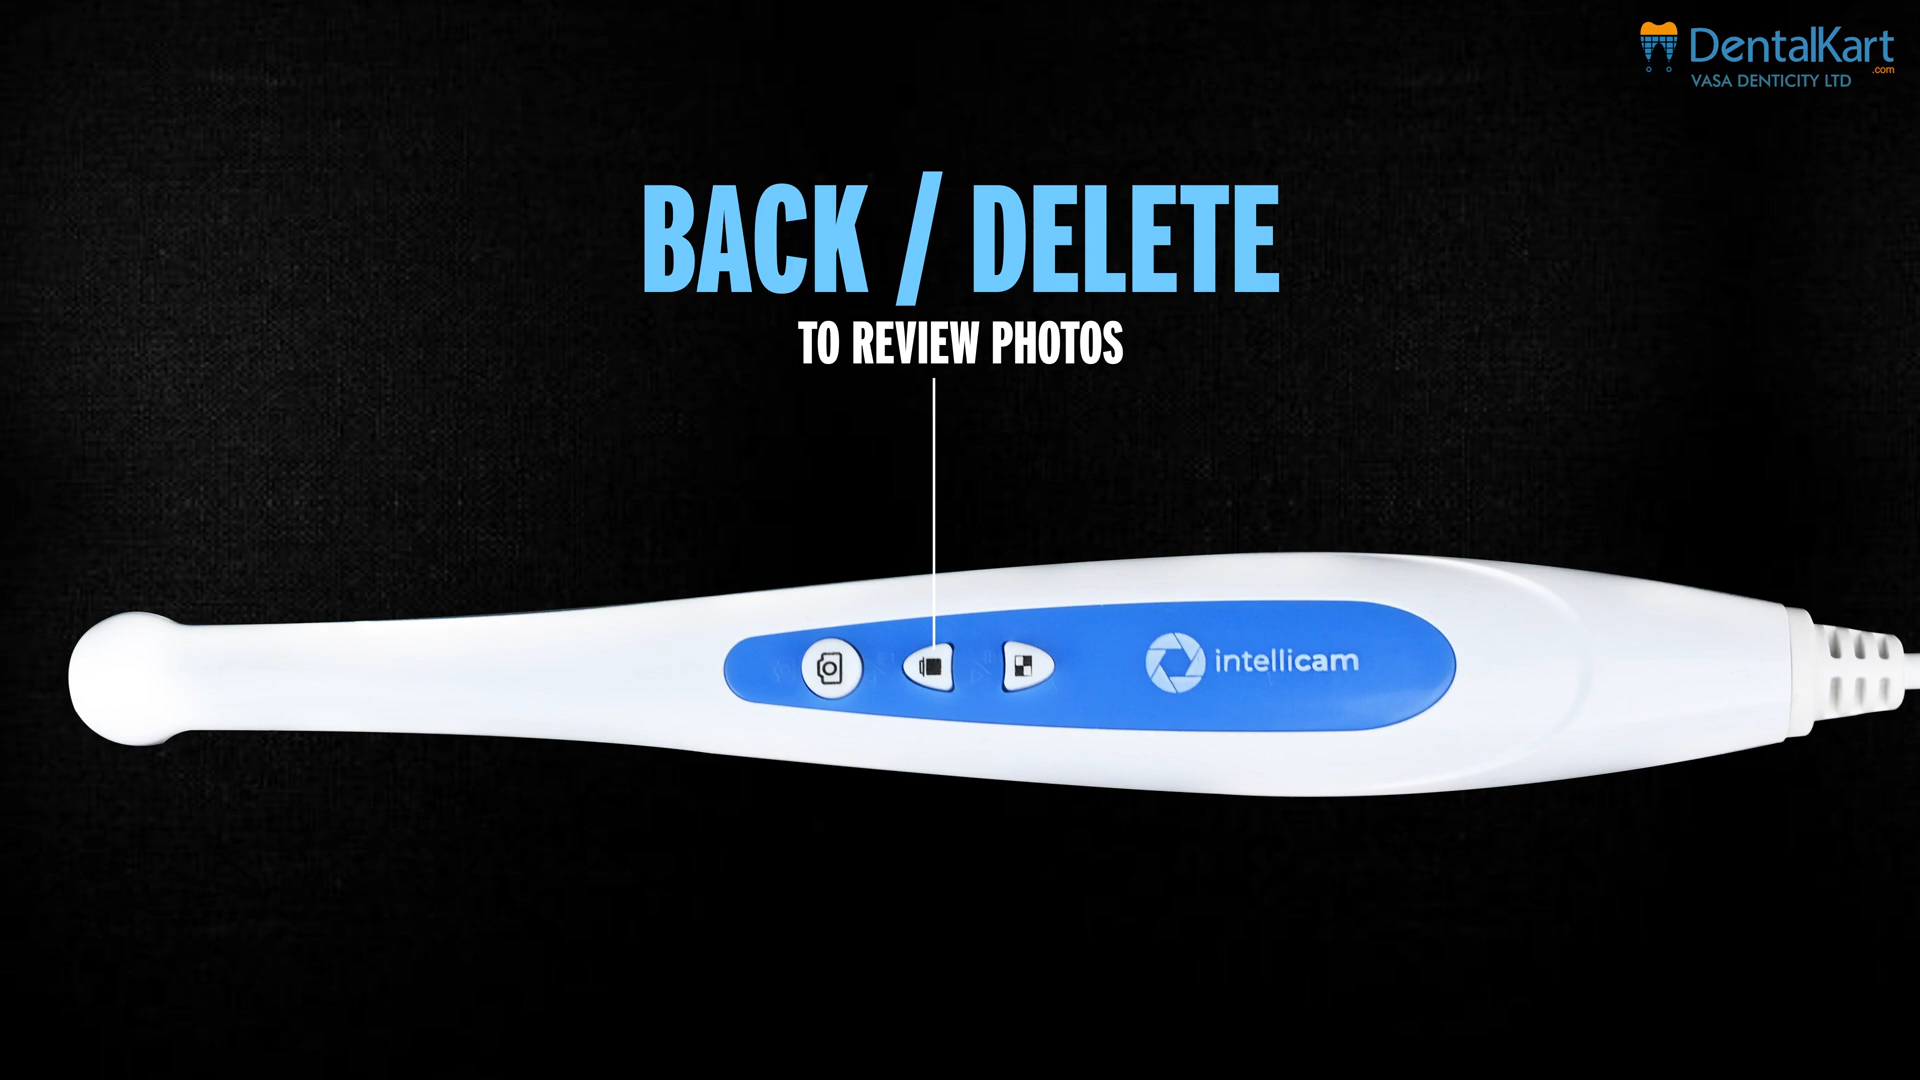 DentalKart
.com
VASA DENTICITY LTD
BACK / DELETE
TO REVIEW PHOTOS
intellicam